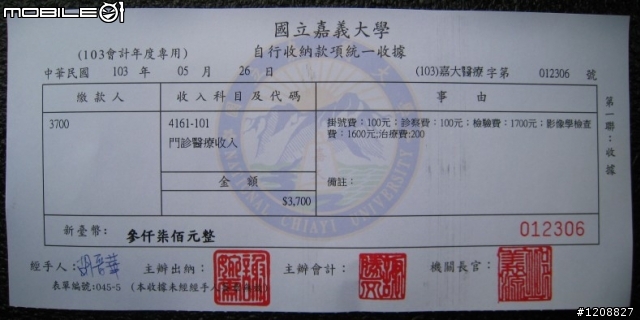 MOBILE01
國立嘉義大學
(103會計年度專用)
自行收納款項統一收據
中華民國 103 年 05 月 26 日 (103)嘉大醫療 字第 012306 號
繳款人 收入科目及代碼 事由
3700
4161-101
門診醫療收入
掛號費：100元；診察費：100元；檢驗費：1700元；影像學檢查
費：1600元;治療費;200
金額
$3,700
備註：
第一聯：收據
新臺幣： 參仟柒佰元整 012306
經手人： 主辦出納： 主辦會計： 機關長官：
表單編號:045-5 (本收據未經經手人
NATIONAL CHIAYI UNIVERSITY
#1208827